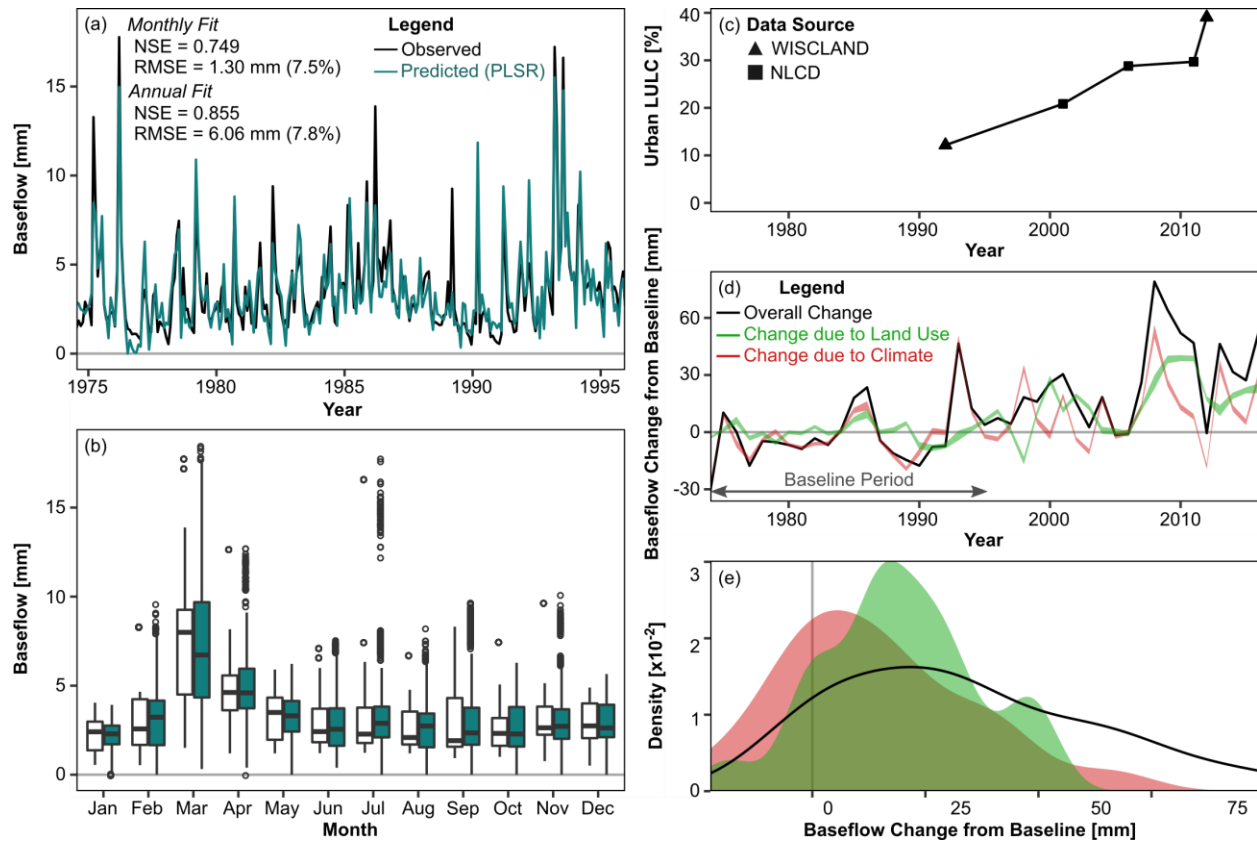 (a)
Monthly Fit
NSE = 0.749
RMSE = 1.30 mm (7.5%)
Annual Fit
NSE = 0.855
RMSE = 6.06 mm (7.8%)
Legend
Observed
Predicted (PLSR)
Baseflow [mm]
15
10
5
0
1975 1980 1985 1990 1995
Year
(b)
Baseflow [mm]
15
10
5
0
Jan Feb Mar Apr May Jun Jul Aug Sep Oct Nov Dec
Month
(c) Data Source
WISCLAND
NLCD
Urban LULC [%]
40
30
20
10
0
1980 1990 2000 2010
Year
(d) Legend
Overall Change
Change due to Land Use
Change due to Climate
Baseline Period
Baseflow Change from Baseline [mm]
60
30
0
-30
1980 1990 2000 2010
Year
(e)
Density [x10-2]
3
2
1
0
0 25 50 75
Baseflow Change from Baseline [mm]